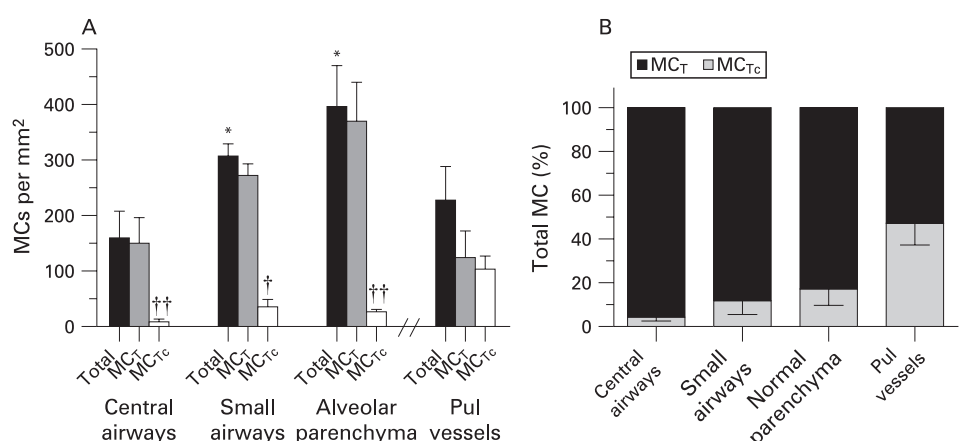 A
500
400
300
200
100
0
MCs per mm2
*
*
††
†
††
Total MCT MCTc
Total MCT MCTc
Total MCT MCTc
Total MCT MCTc
Central
airways
Small
airways
Alveolar
parenchyma
Pul
vessels
B
MCT MCTc
100
80
60
40
20
0
Total MC (%)
Central
airways
Small
airways
Normal
parenchyma
Pul
vessels